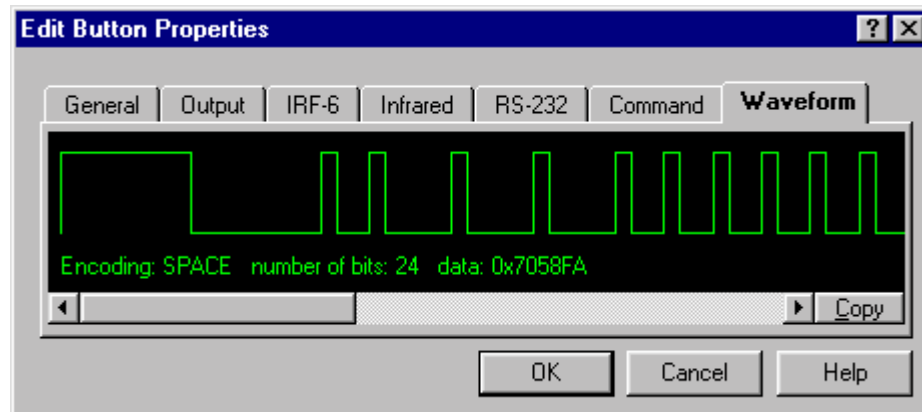 Edit Button Properties
General Output IRF-6 Infrared RS-232 Command Waveform
Encoding: SPACE number of bits: 24 data: 0x7058FA
Copy
OK Cancel Help